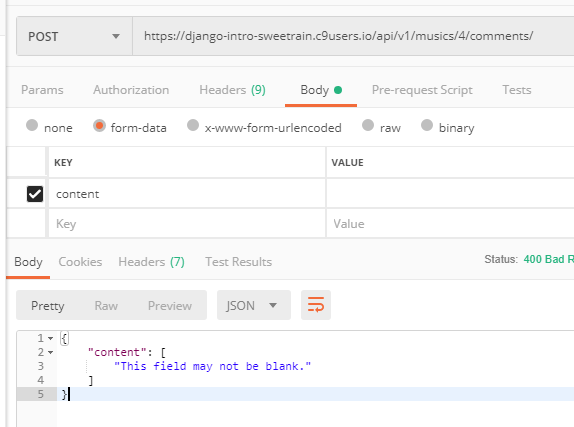 POST https://django-intro-sweetrain.c9users.io/api/v1/musics/4/comments/
Params Authorization Headers (9) Body Pre-request Script Tests
none form-data x-www-form-urlencoded raw binary
KEY VALUE
content
Key Value
Body Cookies Headers (7) Test Results Status: 400 Bad R
Pretty Raw Preview JSON
1 {
2 "content": [
3 "This field may not be blank."
4 ]
5 }